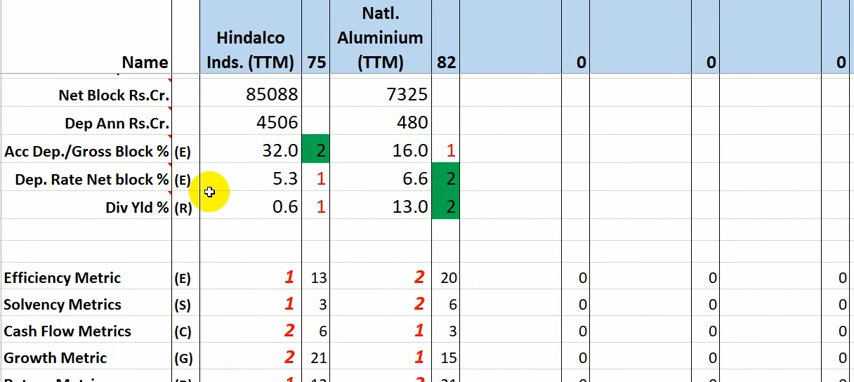 Name Hindalco Inds. (TTM) 75 Natl. Aluminium (TTM) 82 0 0 0
Net Block Rs.Cr. 85088 7325
Dep Ann Rs.Cr. 4506 480
Acc Dep./Gross Block % (E) 32.0 2 16.0 1
Dep. Rate Net block % (E) 5.3 1 6.6 2
Div Yld % (R) 0.6 1 13.0 2
Efficiency Metric (E) 1 13 2 20 0 0 0
Solvency Metrics (S) 1 3 2 6 0 0 0
Cash Flow Metrics (C) 2 6 1 3 0 0 0
Growth Metric (G) 2 21 1 15 0 0 0